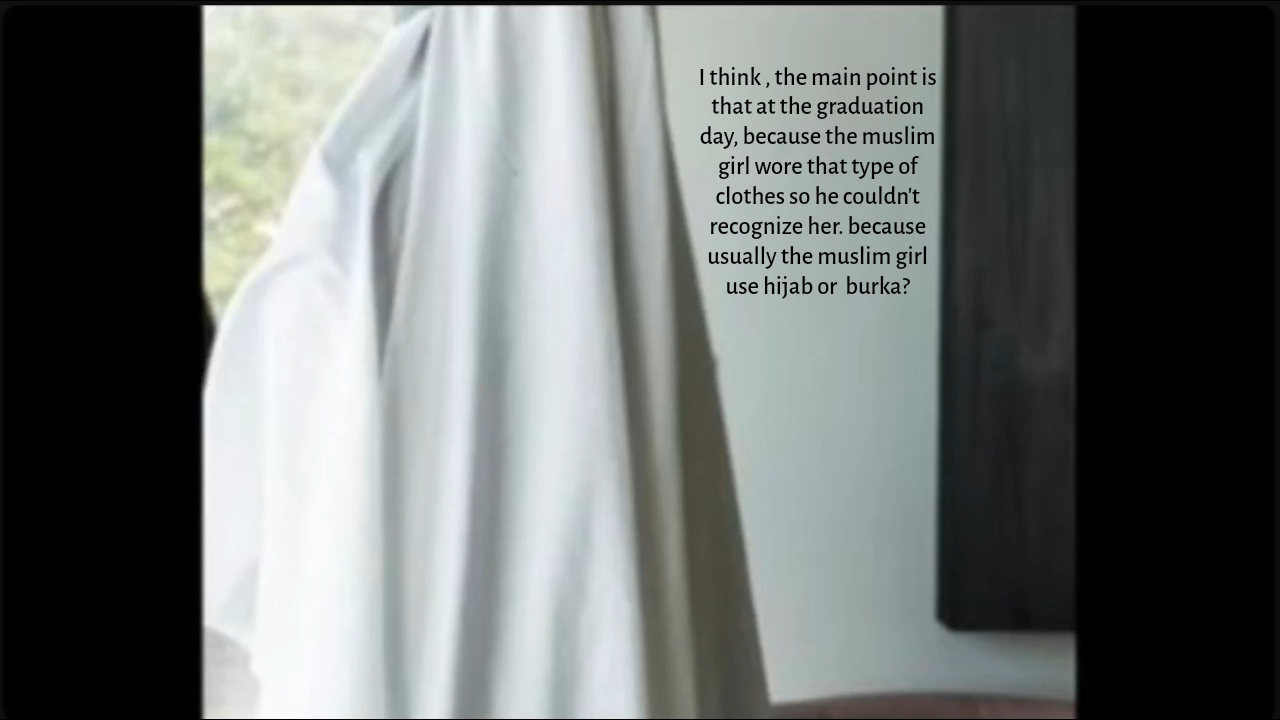 I think , the main point is
that at the graduation
day, because the muslim
girl wore that type of
clothes so he couldn't
recognize her. because
usually the muslim girl
use hijab or  burka?